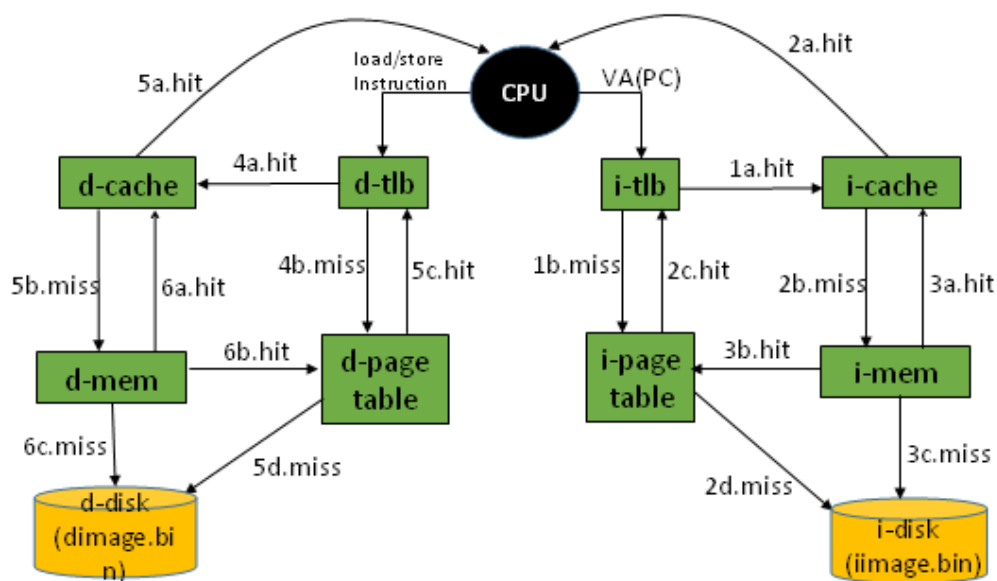 5a.hit
load/store
Instruction
CPU
VA(PC)
2a.hit
d-cache
4a.hit
d-tlb
i-tlb
1a.hit
i-cache
5b.miss
6a.hit
4b.miss
5c.hit
1b.miss
2c.hit
2b.miss
3a.hit
d-mem
6b.hit
d-page
table
i-page
table
3b.hit
i-mem
6c.miss
5d.miss
2d.miss
3c.miss
d-disk
(dimage.bi
n)
i-disk
(iimage.bin)